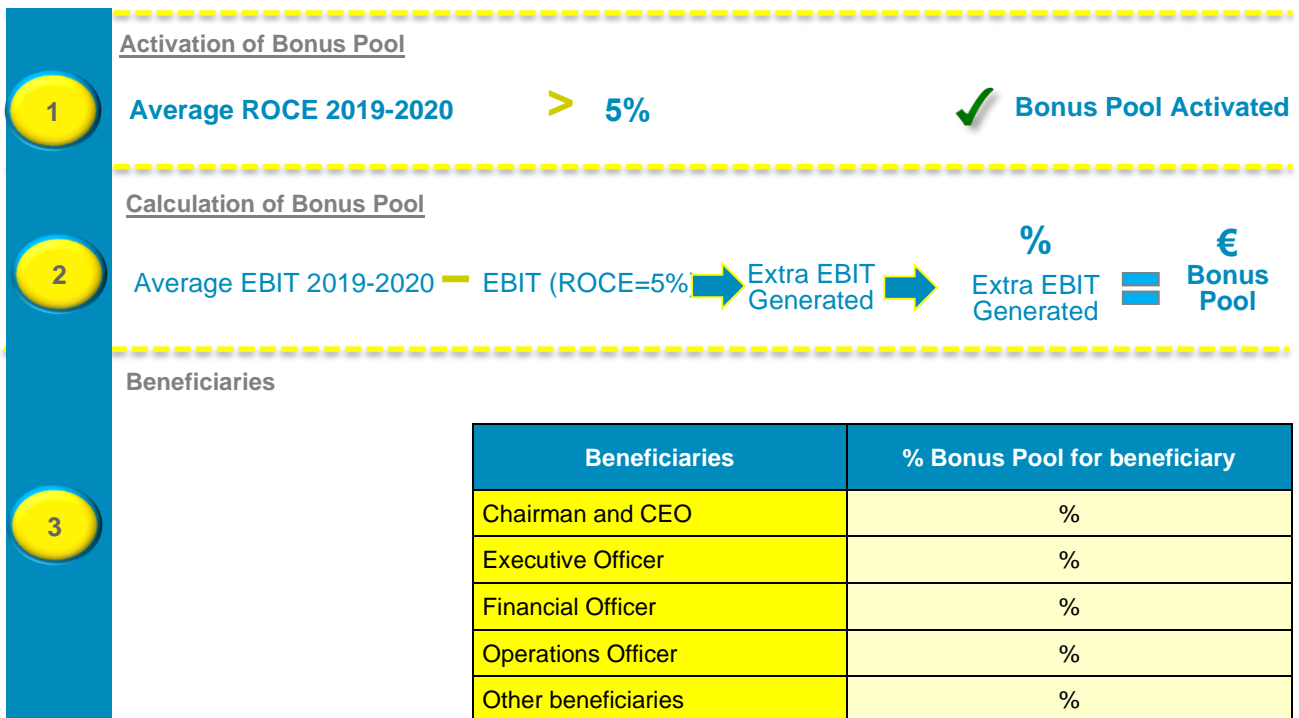 Activation of Bonus Pool
1
Average ROCE 2019-2020 > 5% Bonus Pool Activated
Calculation of Bonus Pool
2
Average EBIT 2019-2020 − EBIT (ROCE=5%)
Extra EBIT
Generated
%
Extra EBIT
Generated
=
€
Bonus
Pool
Beneficiaries
3
Beneficiaries % Bonus Pool for beneficiary
Chairman and CEO %
Executive Officer %
Financial Officer %
Operations Officer %
Other beneficiaries %